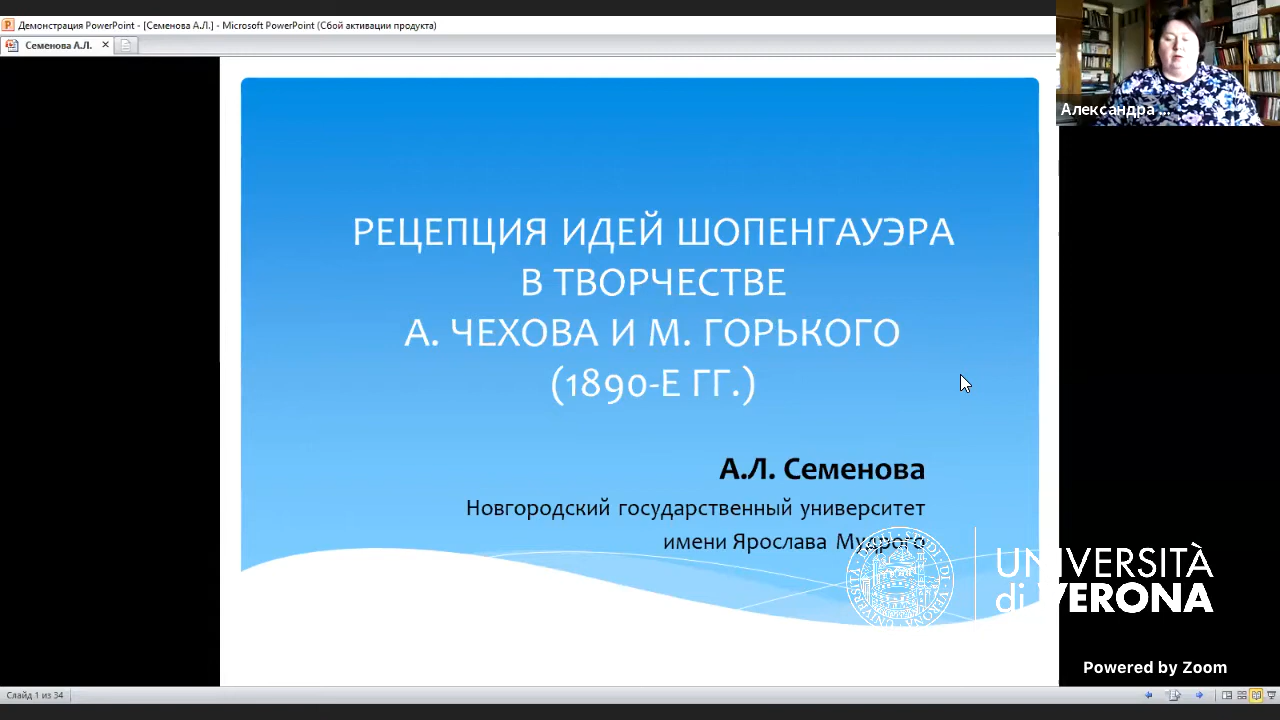 Демонстрация PowerPoint - [Семенова А.Л.] - Microsoft PowerPoint (Сбой активации продукта)
Семенова А.Л.
Александра ...
РЕЦЕПЦИЯ ИДЕЙ ШОПЕНГАУЭРА
В ТВОРЧЕСТВЕ
А. ЧЕХОВА И М. ГОРЬКОГО
(1890-Е ГГ.)
А.Л. Семенова
Новгородский государственный университет
имени Ярослава Мудрого
UNIVERSITÀ
di VERONA
Powered by Zoom
Слайд 1 из 34